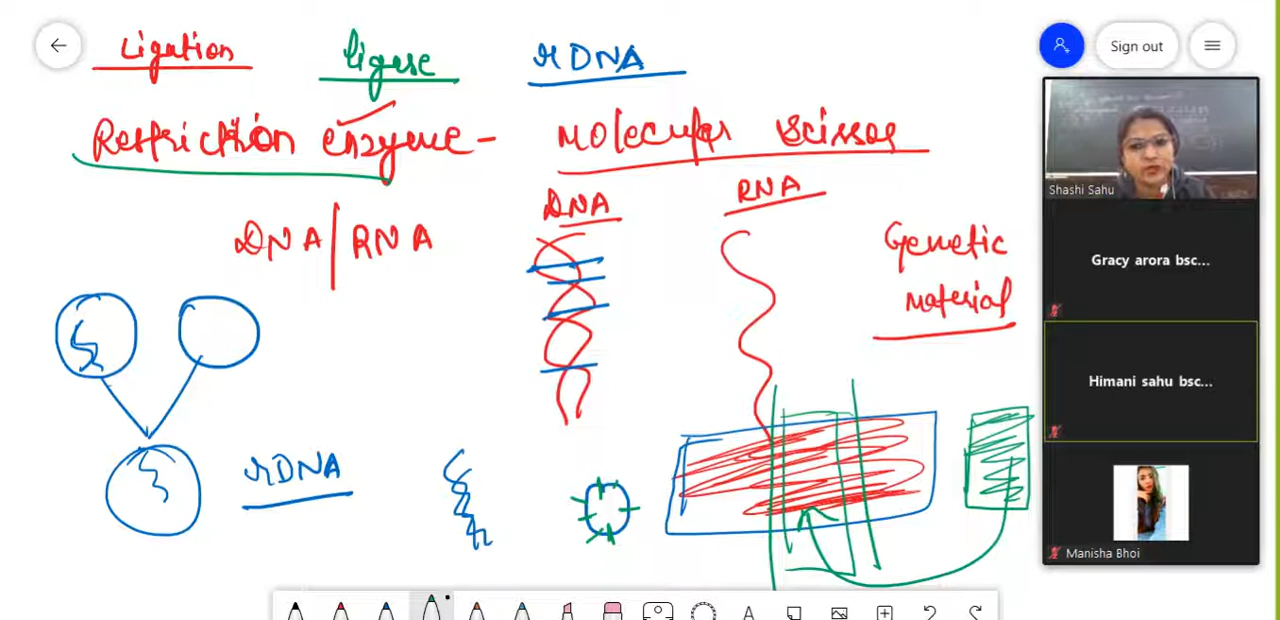 Ligation ligase rDNA
Sign out
Restriction enzyme - Molecular scissor
DNA RNA
DNA/RNA
Genetic
material
rDNA
Shashi Sahu
Gracy arora bsc...
Himani sahu bsc...
Manisha Bhoi
A